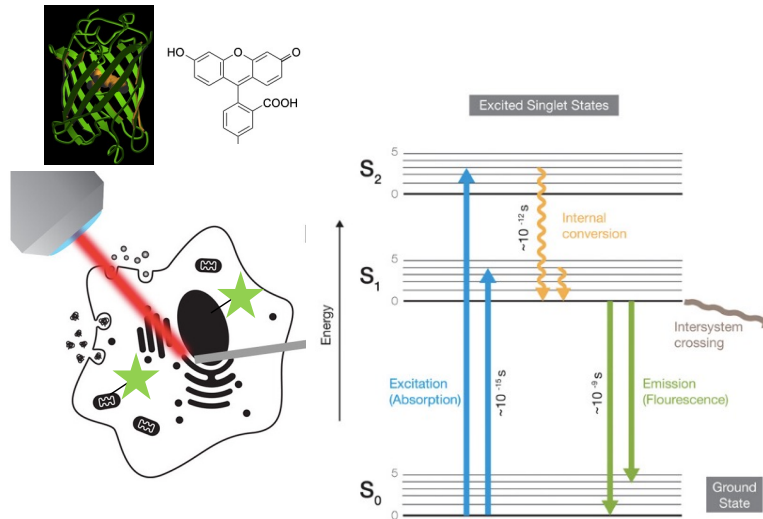 HO
O
O
COOH
Excited Singlet States
S2
5
0
~10 -12 s
Internal
conversion
S1
5
0
Energy
Intersystem
crossing
Excitation
(Absorption)
~10 -15 s
~10 -9 s
Emission
(Flourescence)
S0
5
0
Ground
State